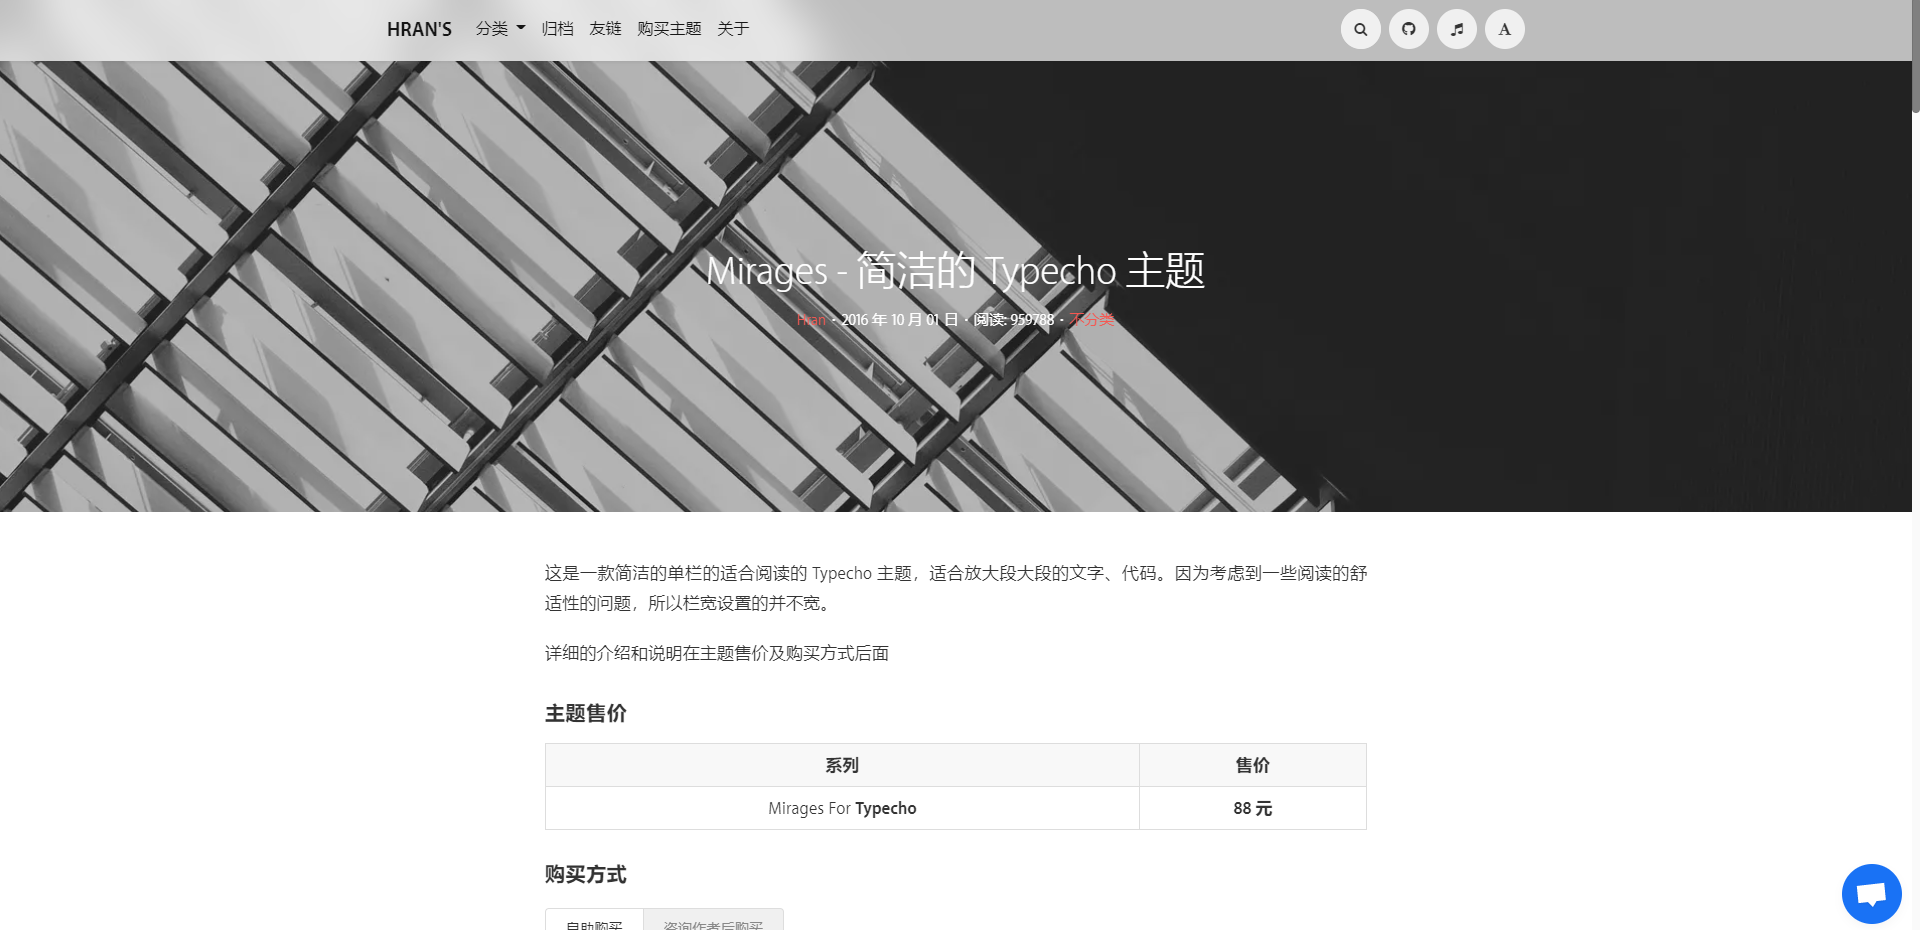 HRAN'S 分类 归档 友链 购买主题 关于
A
Mirages - 简洁的 Typecho 主题
Hran · 2016 年 10 月 01 日 · 阅读: 959788 · 不分类
这是一款简洁的单栏的适合阅读的 Typecho 主题，适合放大段大段的文字、代码。因为考虑到一些阅读的舒
适性的问题，所以栏宽设置的并不宽。
详细的介绍和说明在主题售价及购买方式后面
主题售价
系列 售价
Mirages For Typecho 88 元
购买方式
自助购买 咨询作者后购买